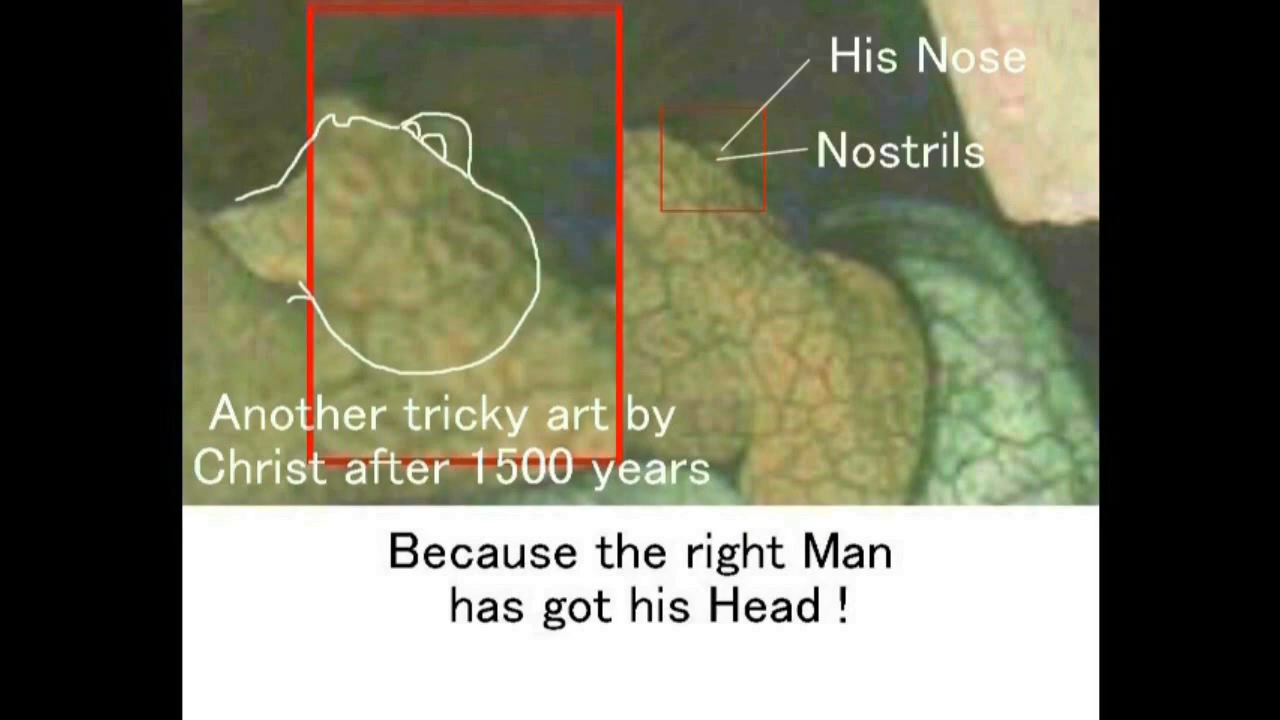 His Nose
Nostrils
Another tricky art by
Christ after 1500 years
Because the right Man
has got his Head !